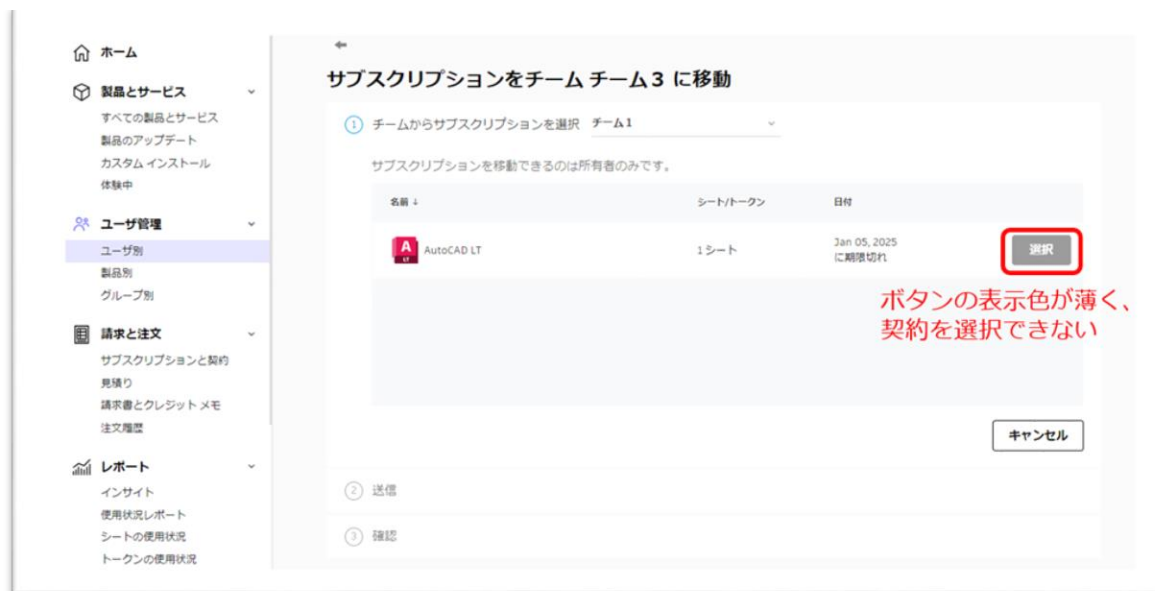 ホーム
製品とサービス
すべての製品とサービス
製品のアップデート
カスタム インストール
体験中
ユーザ管理
ユーザ別
製品別
グループ別
請求と注文
サブスクリプションと契約
見積り
請求書とクレジット メモ
注文履歴
レポート
インサイト
使用状況レポート
シートの使用状況
トークンの使用状況
サブスクリプションをチーム チーム3 に移動
1 チームからサブスクリプションを選択 チーム1
サブスクリプションを移動できるのは所有者のみです。
名前 ↓ シート/トークン 日付
A LT AutoCAD LT 1 シート Jan 05, 2025
に期限切れ
選択
ボタンの表示色が薄く、
契約を選択できない
キャンセル
2 送信
3 確認